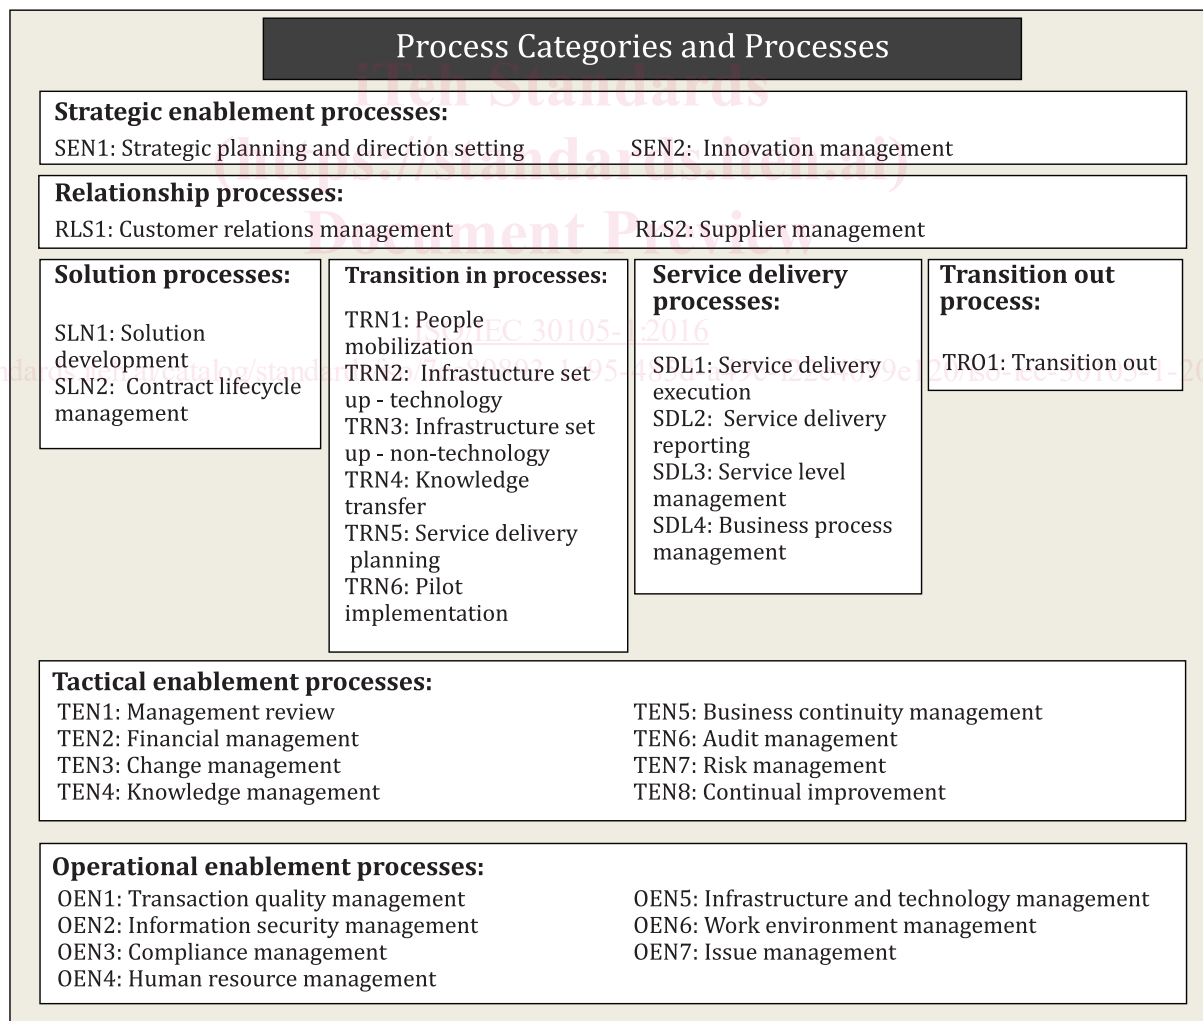 Process Categories and Processes
iTeh Standards
(https://standards.iteh.ai)
Document Preview
Strategic enablement processes:
SEN1: Strategic planning and direction setting
SEN2: Innovation management
Relationship processes:
RLS1: Customer relations management
RLS2: Supplier management
Solution processes:
SLN1: Solution
development
SLN2: Contract lifecycle
management
Transition in processes:
TRN1: People
mobilization
TRN2: Infrastucture set
up - technology
TRN3: Infrastructure set
up - non-technology
TRN4: Knowledge
transfer
TRN5: Service delivery
planning
TRN6: Pilot
implementation
ISO/IEC 30105-1:2016
Service delivery
processes:
SDL1: Service delivery
execution
SDL2: Service delivery
reporting
SDL3: Service level
management
SDL4: Business process
management
Transition out
process:
TRO1: Transition out
Tactical enablement processes:
TEN1: Management review
TEN2: Financial management
TEN3: Change management
TEN4: Knowledge management
TEN5: Business continuity management
TEN6: Audit management
TEN7: Risk management
TEN8: Continual improvement
Operational enablement processes:
OEN1: Transaction quality management
OEN2: Information security management
OEN3: Compliance management
OEN4: Human resource management
OEN5: Infrastructure and technology management
OEN6: Work environment management
OEN7: Issue management